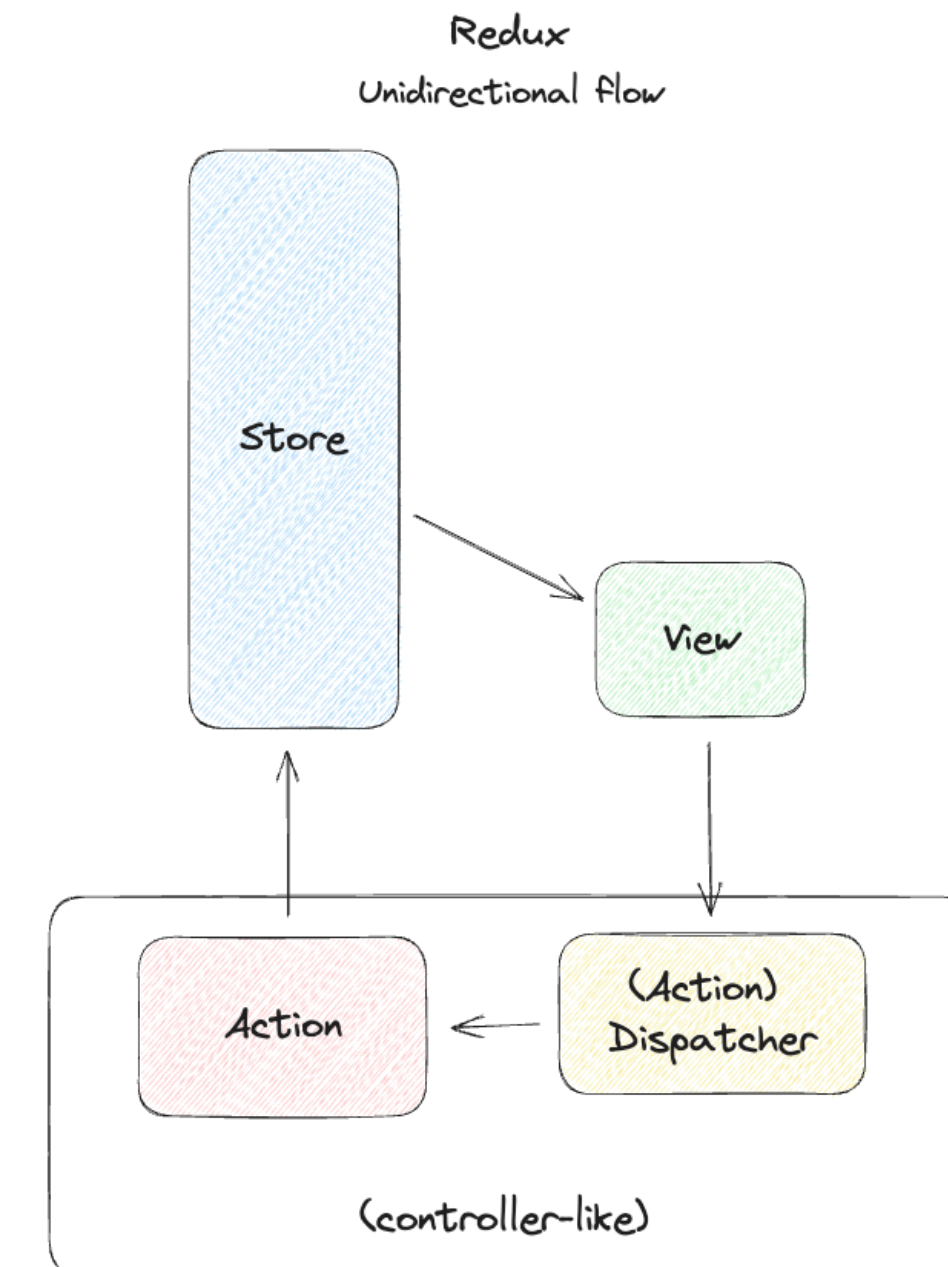 Redux
Unidirectional flow
Store
View
Action
(Action)
Dispatcher
(controller-like)